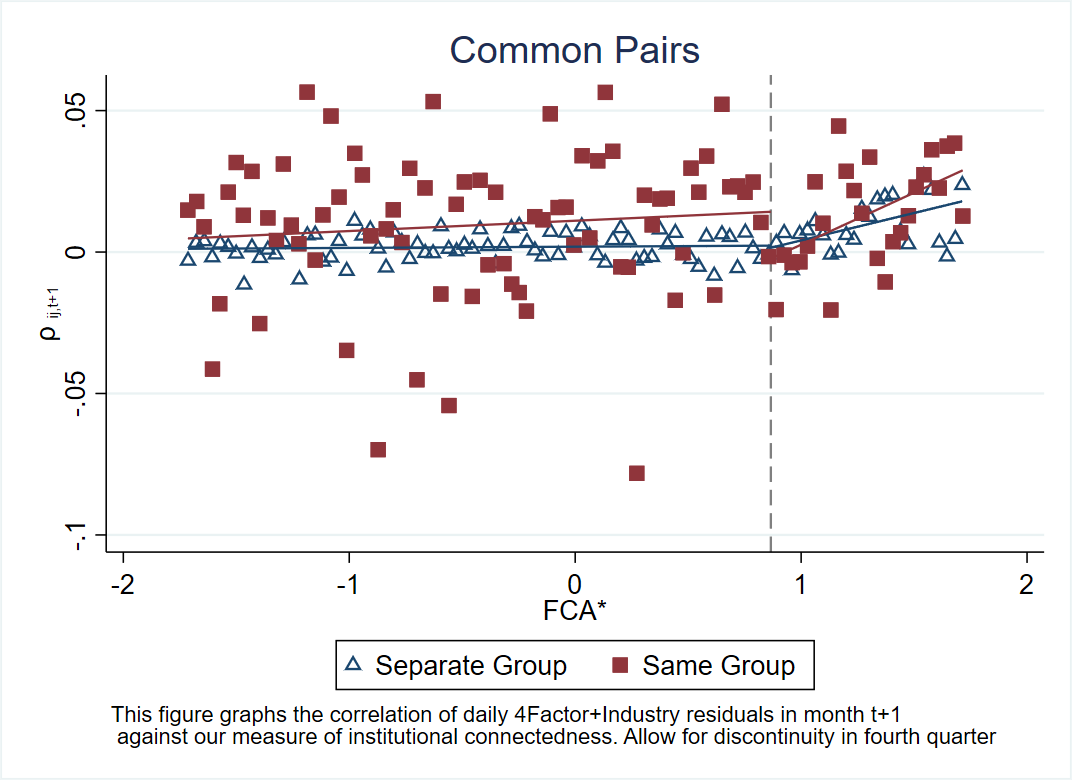 Common Pairs
.05
0
-.05
-.1
ρ ij,t+1
-2 -1 0 1 2
FCA*
Separate Group Same Group
This figure graphs the correlation of daily 4Factor+Industry residuals in month t+1
against our measure of institutional connectedness. Allow for discontinuity in fourth quarter